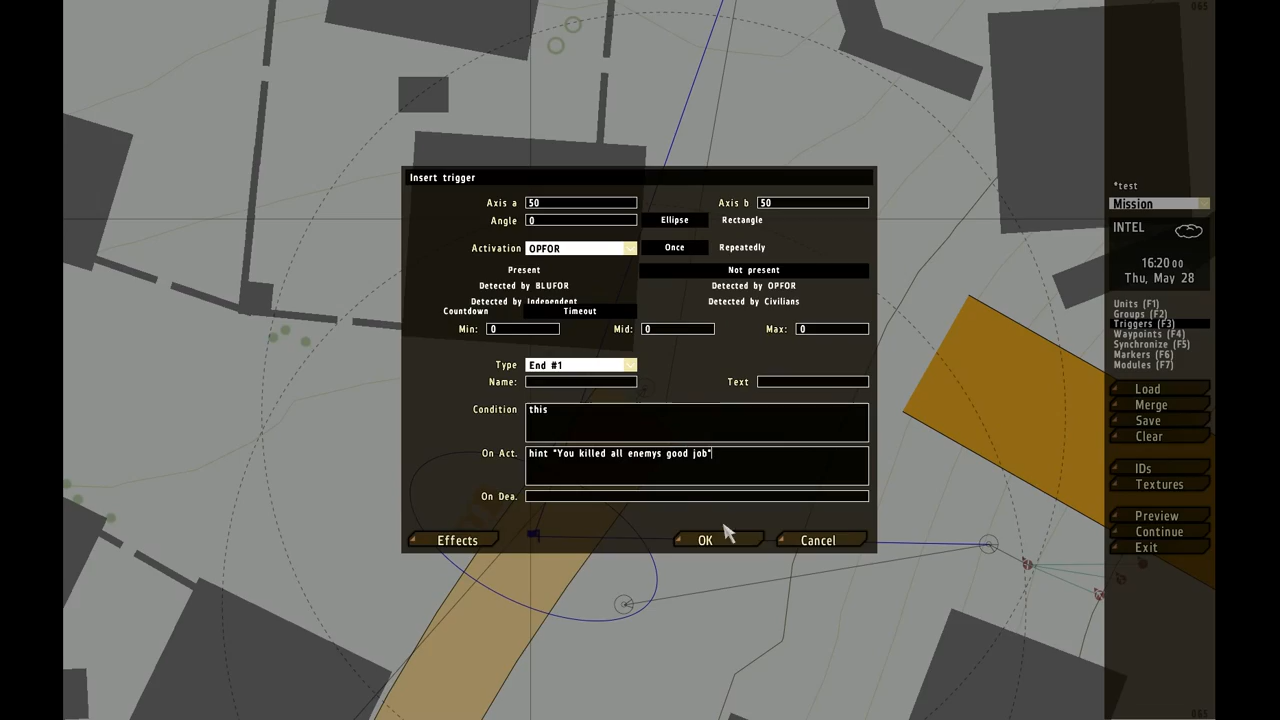 065
Insert trigger
Axis a 50 Axis b 50
Angle 0 Ellipse Rectangle
Activation OPFOR Once Repeatedly
Present Not present
Detected by BLUFOR Detected by OPFOR
Detected by Independent Detected by Civilians
Countdown Timeout
Min: 0 Mid: 0 Max: 0
Type End #1
Name: Text
Condition this
On Act. hint "You killed all enemys good job"
On Dea.
Effects OK Cancel
*test
Mission
INTEL
16:20 00
Thu, May 28
Units (F1)
Groups (F2)
Triggers (F3)
Waypoints (F4)
Synchronize (F5)
Markers (F6)
Modules (F7)
Load
Merge
Save
Clear
IDs
Textures
Preview
Continue
Exit
065